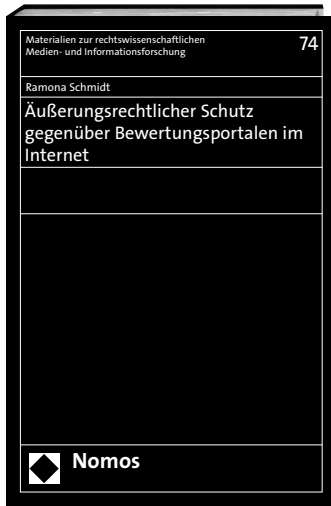 Materialien zur rechtswissenschaftlichen
Medien- und Informationsforschung
74
Ramona Schmidt
Äußerungsrechtlicher Schutz
gegenüber Bewertungsportalen im
Internet
Nomos